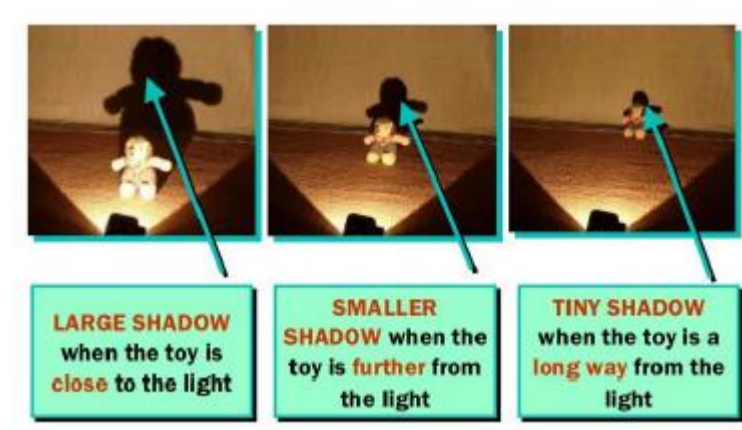 LARGE SHADOW
when the toy is
close to the light
SMALLER
SHADOW when the
toy is further from
the light
TINY SHADOW
when the toy is a
long way from the
light